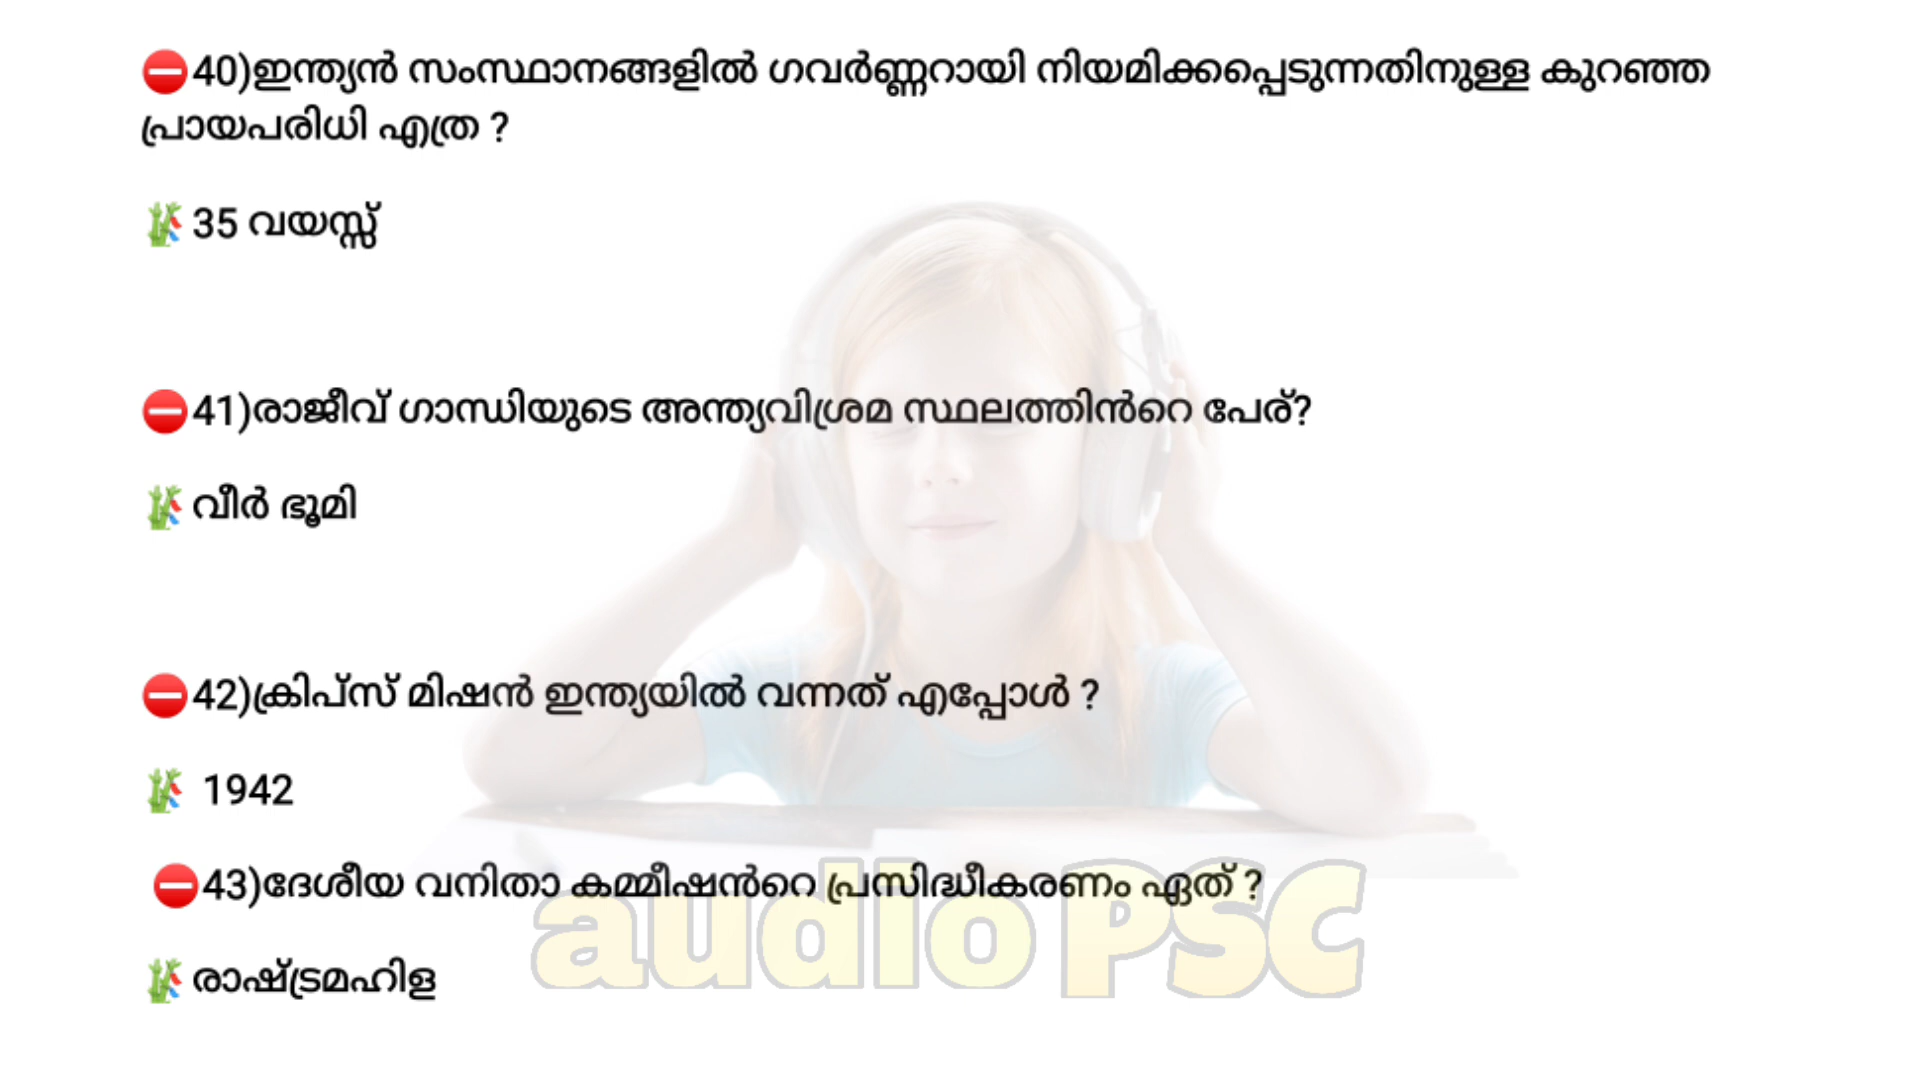 ⛔40)ഇന്ത്യൻ സംസ്ഥാനങ്ങളിൽ ഗവർണ്ണറായി നിയമിക്കപ്പെടുന്നതിനുള്ള കുറഞ്ഞ
പ്രായപരിധി എത്ര ?
🎋 35 വയസ്സ്
⛔41)രാജീവ് ഗാന്ധിയുടെ അന്ത്യവിശ്രമ സ്ഥലത്തിൻറെ പേര്?
🎋 വീർ ഭൂമി
⛔42)ക്രിപ്സ് മിഷൻ ഇന്ത്യയിൽ വന്നത് എപ്പോൾ ?
🎋 1942
⛔43)ദേശീയ വനിതാ കമ്മീഷൻറെ പ്രസിദ്ധീകരണം ഏത് ?
audio PSC
🎋 രാഷ്ട്രമഹിള